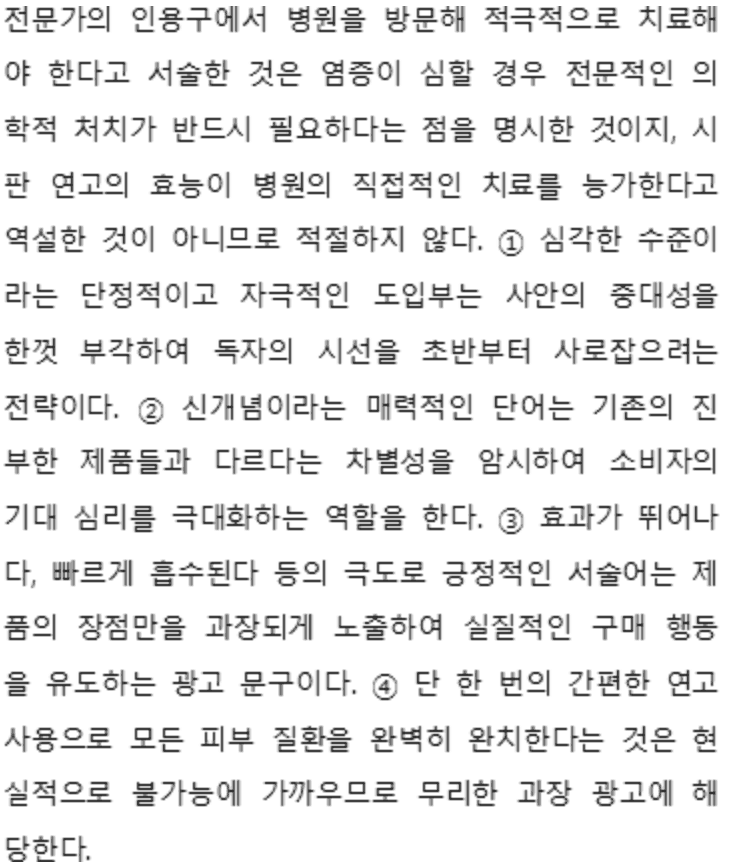 전문가의 인용구에서 병원을 방문해 적극적으로 치료해
야 한다고 서술한 것은 염증이 심할 경우 전문적인 의
학적 처치가 반드시 필요하다는 점을 명시한 것이지, 시
판 연고의 효능이 병원의 직접적인 치료를 능가한다고
역설한 것이 아니므로 적절하지 않다. ① 심각한 수준이
라는 단정적이고 자극적인 도입부는 사안의 중대성을
한껏 부각하여 독자의 시선을 초반부터 사로잡으려는
전략이다. ② 신개념이라는 매력적인 단어는 기존의 진
부한 제품들과 다르다는 차별성을 암시하여 소비자의
기대 심리를 극대화하는 역할을 한다. ③ 효과가 뛰어나
다, 빠르게 흡수된다 등의 극도로 긍정적인 서술어는 제
품의 장점만을 과장되게 노출하여 실질적인 구매 행동
을 유도하는 광고 문구이다. ④ 단 한 번의 간편한 연고
사용으로 모든 피부 질환을 완벽히 완치한다는 것은 현
실적으로 불가능에 가까우므로 무리한 과장 광고에 해
당한다.